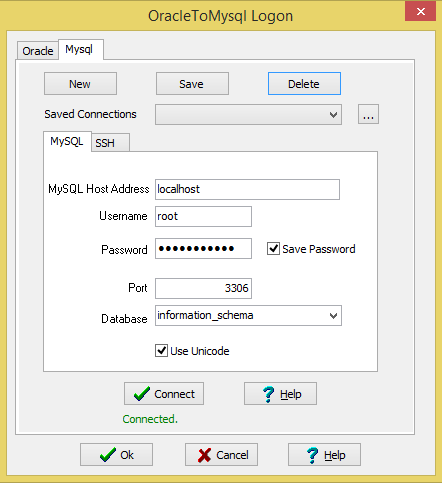 OracleToMysql Logon
Oracle Mysql
New Save Delete
Saved Connections ...
MySQL SSH
MySQL Host Address localhost
Username root
Password ●●●●●●●●●●● Save Password
Port 3306
Database information_schema
Use Unicode
Connect ? Help
Connected.
Ok Cancel ? Help